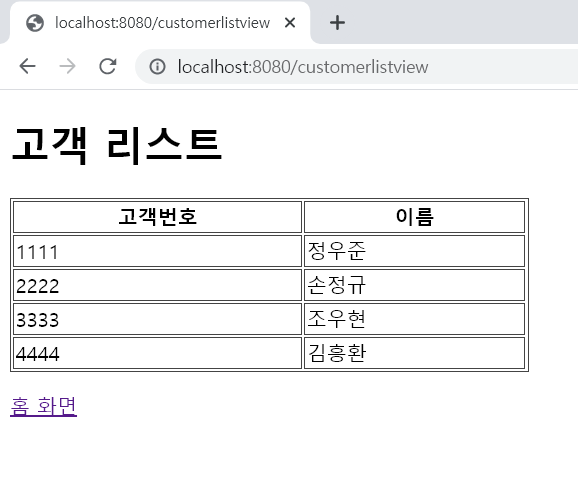 localhost:8080/customerlistview
localhost:8080/customerlistview
고객 리스트
고객번호 이름
1111 정우준
2222 손정규
3333 조우현
4444 김흥환
홈 화면